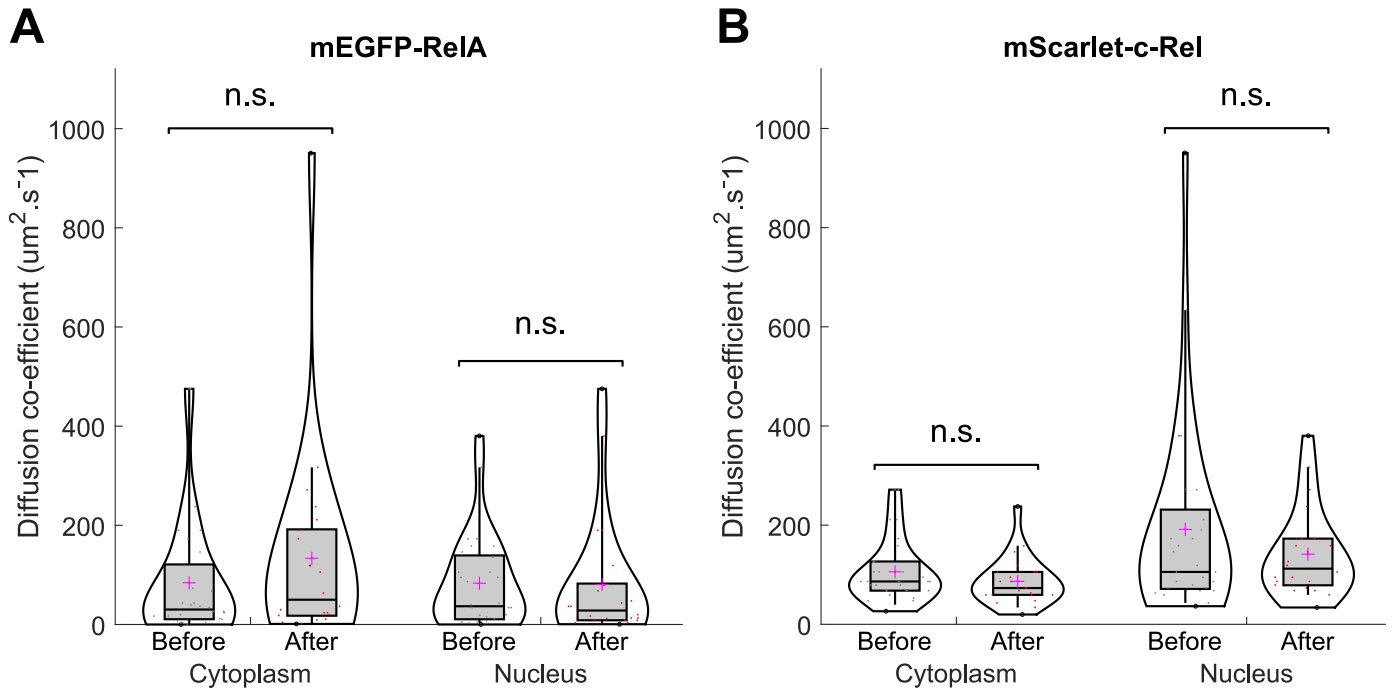 A
mEGFP-RelA
Diffusion co-efficient (um².s⁻1)
1000
800
600
400
200
0
n.s.
n.s.
Before After Before After
Cytoplasm Nucleus
B
mScarlet-c-Rel
Diffusion co-efficient (um².s⁻1)
1000
800
600
400
200
0
n.s.
n.s.
Before After Before After
Cytoplasm Nucleus